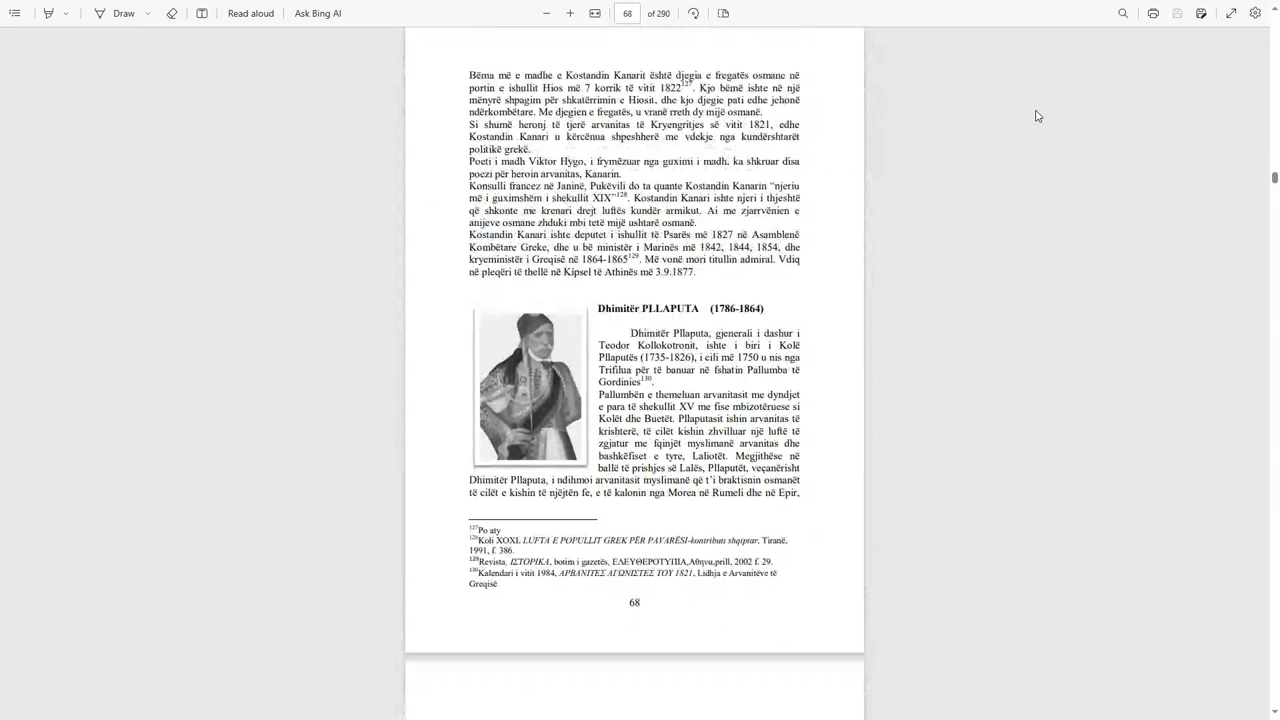 Draw
Read aloud
Ask Bing AI
68
of 290
Bëma më e madhe e Kostandin Kanarit është djegia e fregatës osmane në
portin e ishullit Hios më 7 korrik të vitit 1822127. Kjo bëmë ishte në një
mënyrë shpagim për shkatërrimin e Hiosit, dhe kjo djegie pati edhe jehonë
ndërkombëtare. Me djegien e fregatës, u vranë rreth dy mijë osmanë.
Si shumë heronj të tjerë arvanitas të Kryengritjes së vitit 1821, edhe
Kostandin Kanari u kërcënua shpeshherë me vdekje nga kundërshtarët
politikë grekë.
Poeti i madh Viktor Hygo, i frymëzuar nga guximi i madh, ka shkruar disa
poezi për heroin arvanitas, Kanarin.
Konsulli francez në Janinë, Pukëvili do ta quante Kostandin Kanarin "njeriu
më i guximshëm i shekullit XIX"128. Kostandin Kanari ishte njeri i thjeshtë
që shkonte me krenari drejt luftës kundër armikut. Ai me zjarrvënien e
anijeve osmane zhduki mbi tetë mijë ushtarë osmanë.
Kostandin Kanari ishte deputet i ishullit të Psarës më 1827 në Asamblenë
Kombëtare Greke, dhe u bë ministër i Marinës më 1842, 1844, 1854, dhe
kryeministër i Greqisë në 1864-1865129. Më vonë mori titullin admiral. Vdiq
në pleqëri të thellë në Kipsel të Athinës më 3.9.1877.
Dhimitër PLLAPUTA (1786-1864)
Dhimitër Pllaputa, gjenerali i dashur i
Teodor Kollokotronit, ishte i biri i Kolë
Pllaputës (1735-1826), i cili më 1750 u nis nga
Trifilua për të banuar në fshatin Pallumba të
Gordinies130.
Pallumbën e themeluan arvanitasit me dyndjet
e para të shekullit XV me fise mbizotëruese si
Kolët dhe Buetët. Pllaputasit ishin arvanitas të
krishterë, të cilët kishin zhvilluar një luftë të
zgjatur me fqinjët myslimanë arvanitas dhe
bashkëfiset e tyre, Laliotët. Megjithëse në
ballë të prishjes së Lalës, Pllaputët, veçanërisht
Dhimitër Pllaputa, i ndihmoi arvanitasit myslimanë që t'i braktisnin osmanët
të cilët e kishin të njëjtën fe, e të kalonin nga Morea në Rumeli dhe në Epir,
127Po aty
128Koli XOXI. LUFTA E POPULLIT GREK PËR PAVARËSI-kontributi shqiptar, Tiranë,
1991, f. 386.
129Revista, ΙΣΤΟΡΙΚΑ, botim i gazetës, ΕΛΕΥΘΕΡΟΤΥΠΙΑ,Αθηνα,prill, 2002 f. 29.
130Kalendari i vitit 1984, ΑΡΒΑΝΙΤΕΣ ΑΓΩΝΙΣΤΕΣ ΤΟΥ 1821, Lidhja e Arvanitëve të
Greqisë
68